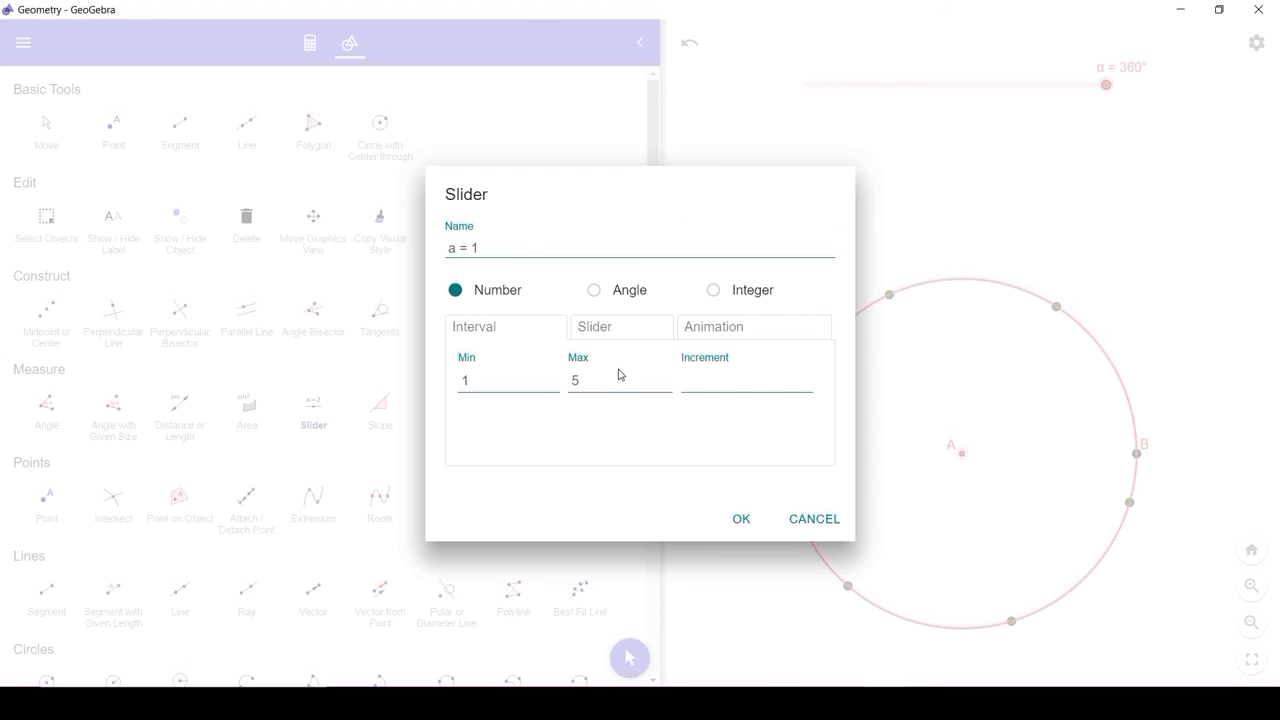 Geometry - GeoGebra
α = 360°
Basic Tools
Move
Point
Segment
Line
Polygon
Circle with
Center through
Edit
Select Objects
Show / Hide
Label
Show / Hide
Object
Delete
Move Graphics
View
Copy Visual
Style
Construct
Midpoint or
Center
Perpendicular
Line
Perpendicular
Bisector
Parallel Line
Angle Bisector
Tangents
Measure
Angle
Angle with
Given Size
Distance or
Length
Area
Slider
Slope
Points
Point
Intersect
Point on Object
Attach /
Detach Point
Extremum
Roots
Lines
Segment
Segment with
Given Length
Line
Ray
Vector
Vector from
Point
Polar or
Diameter Line
Polyline
Best Fit Line
Circles
Slider
Name
a = 1
Number
Angle
Integer
Interval
Slider
Animation
Min
Max
Increment
1
5
OK
CANCEL
A
B